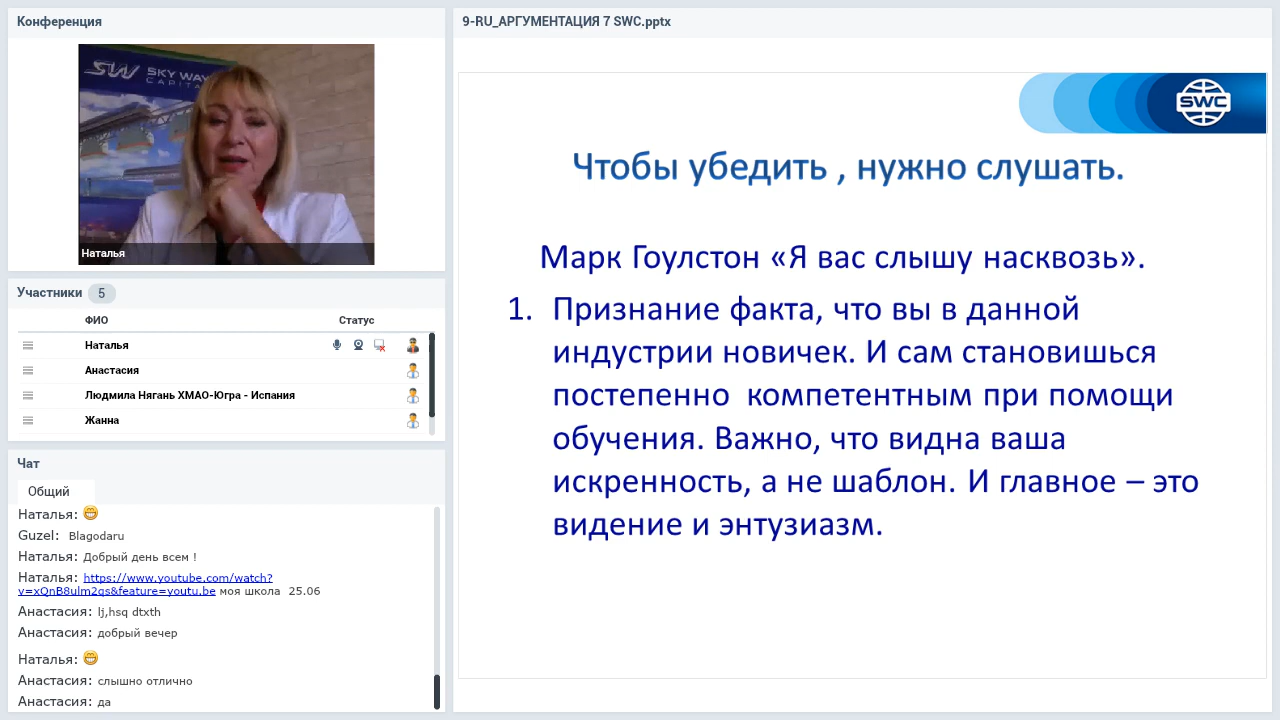 Конференция
SW SKY WAY
CAPITAL
Наталья
Участники 5
ФИО Статус
Наталья
Анастасия
Людмила Нягань ХМАО-Югра - Испания
Жанна
Чат
Общий
Наталья:
Guzel: Blagodaru
Наталья: Добрый день всем !
Наталья: https://www.youtube.com/watch?
v=xQnB8ulm2qs&feature=youtu.be моя школа 25.06
Анастасия: lj,hsq dtxth
Анастасия: добрый вечер
Наталья:
Анастасия: слышно отлично
Анастасия: да
9-RU_АРГУМЕНТАЦИЯ 7 SWC.pptx
SWC
Чтобы убедить , нужно слушать.
Марк Гоулстон «Я вас слышу насквозь».
1. Признание факта, что вы в данной
индустрии новичек. И сам становишься
постепенно компетентным при помощи
обучения. Важно, что видна ваша
искренность, а не шаблон. И главное – это
видение и энтузиазм.